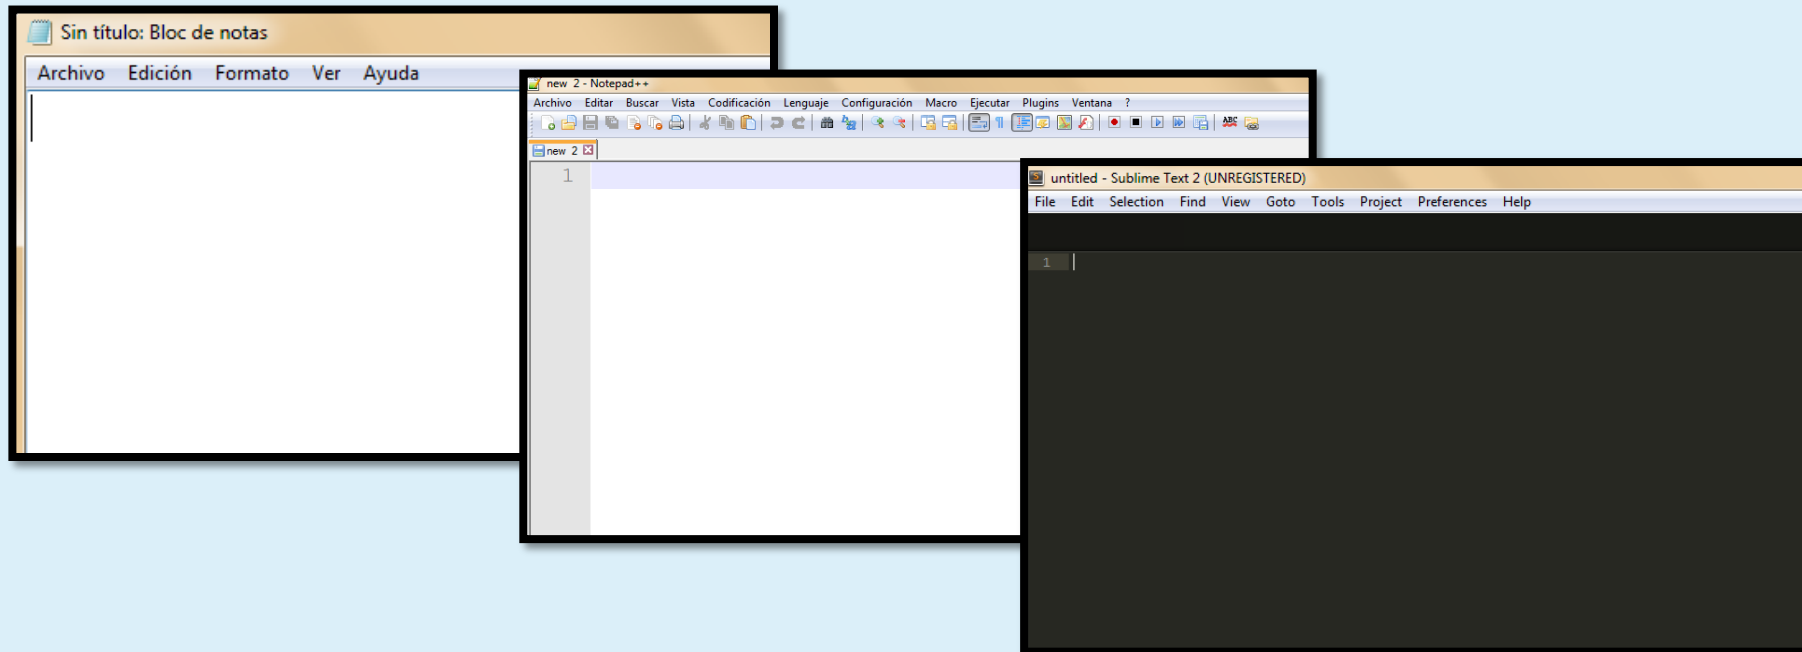 Sin título: Bloc de notas
Archivo Edición Formato Ver Ayuda
new 2 - Notepad++
Archivo Editar Buscar Vista Codificación Lenguaje Configuración Macro Ejecutar Plugins Ventana ?
ABC
new 2
1
untitled - Sublime Text 2 (UNREGISTERED)
File Edit Selection Find View Goto Tools Project Preferences Help
1